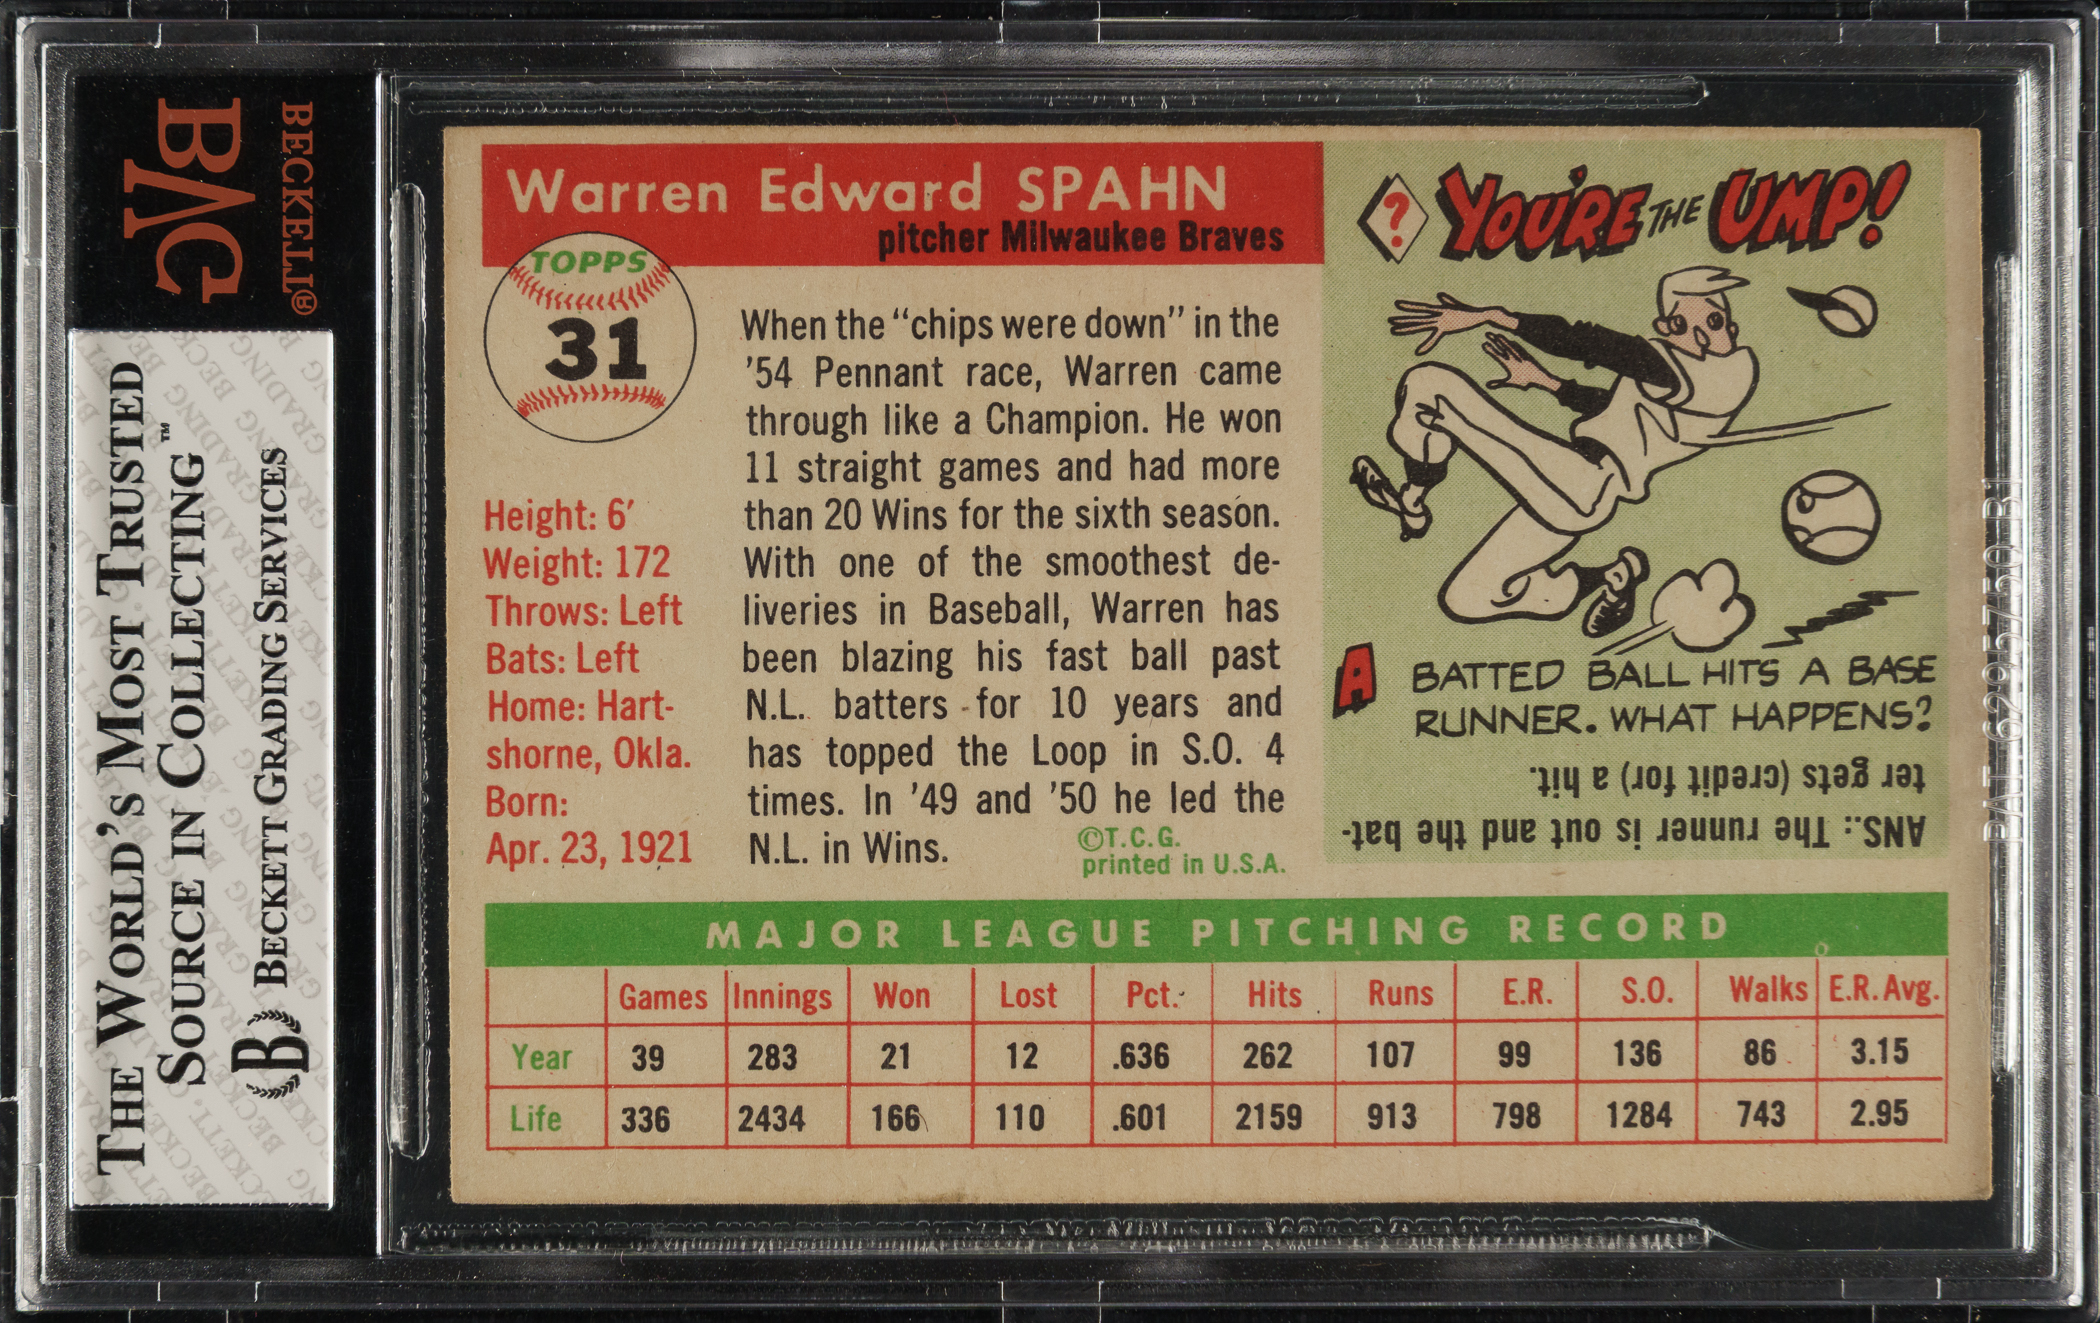 BECKETT®
BVG
THE WORLD'S MOST TRUSTED
SOURCE IN COLLECTING™
B BECKETT GRADING SERVICES
Warren Edward SPAHN
pitcher Milwaukee Braves
TOPPS
31
Height: 6′
Weight: 172
Throws: Left
Bats: Left
Home: Hart-
shorne, Okla.
Born:
Apr. 23, 1921
When the “chips were down” in the
’54 Pennant race, Warren came
through like a Champion. He won
11 straight games and had more
than 20 Wins for the sixth season.
With one of the smoothest de-
liveries in Baseball, Warren has
been blazing his fast ball past
N.L. batters for 10 years and
has topped the Loop in S.O. 4
times. In ’49 and ’50 he led the
N.L. in Wins.
©T.C.G.
printed in U.S.A.
? YOU'RE THE UMP!
A BATTED BALL HITS A BASE
RUNNER. WHAT HAPPENS?
ANS.: The runner is out and the bat-
ter gets (credit for) a hit.
MAJOR LEAGUE PITCHING RECORD
Games Innings Won Lost Pct. Hits Runs E.R. S.O. Walks E.R. Avg.
Year 39 283 21 12 .636 262 107 99 136 86 3.15
Life 336 2434 166 110 .601 2159 913 798 1284 743 2.95